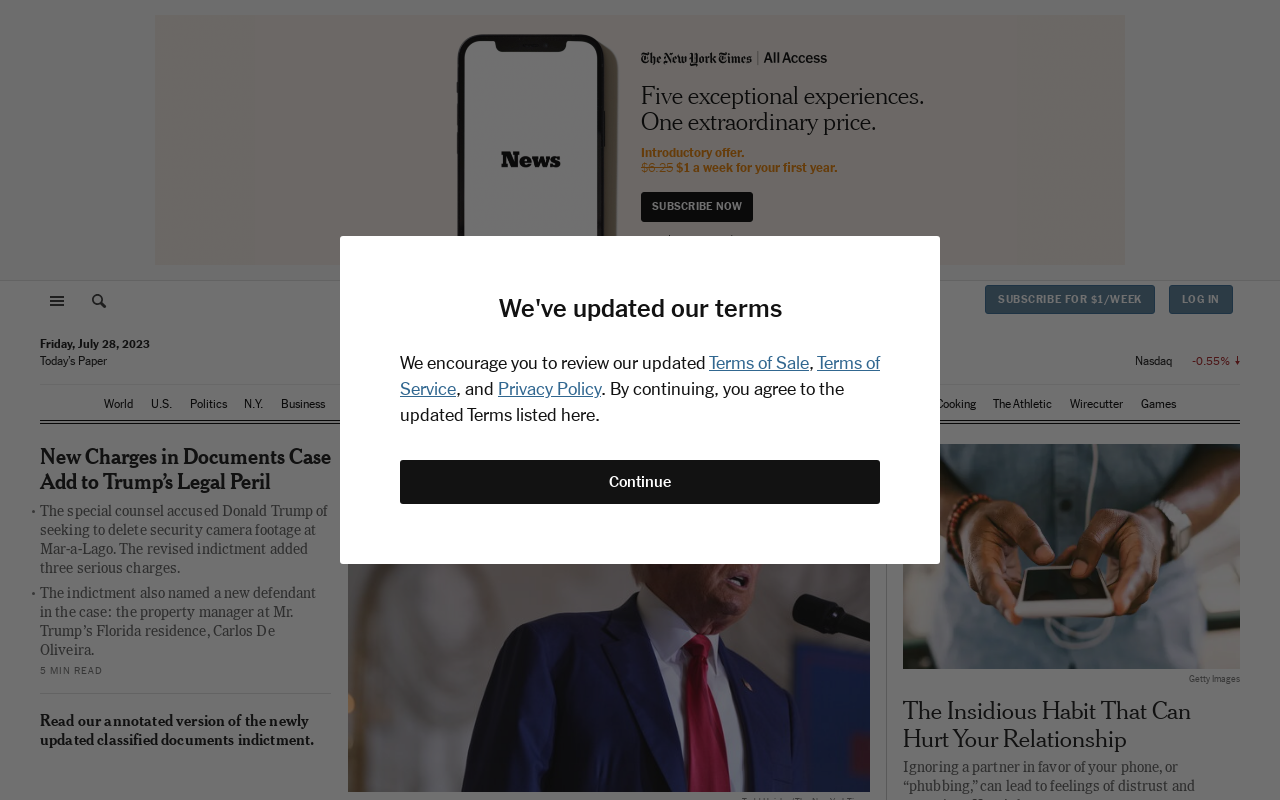 The New York Times | All Access
Five exceptional experiences.
One extraordinary price.
Introductory offer.
$6.25 $1 a week for your first year.
News
SUBSCRIBE NOW
SUBSCRIBE FOR $1/WEEK
LOG IN
Friday, July 28, 2023
Today's Paper
Nasdaq -0.55% ↓
World U.S. Politics N.Y. Business
Cooking The Athletic Wirecutter Games
We've updated our terms
We encourage you to review our updated Terms of Sale, Terms of
Service, and Privacy Policy. By continuing, you agree to the
updated Terms listed here.
Continue
New Charges in Documents Case
Add to Trump's Legal Peril
• The special counsel accused Donald Trump of
seeking to delete security camera footage at
Mar-a-Lago. The revised indictment added
three serious charges.
• The indictment also named a new defendant
in the case: the property manager at Mr.
Trump's Florida residence, Carlos De
Oliveira.
5 MIN READ
Read our annotated version of the newly
updated classified documents indictment.
Getty Images
The Insidious Habit That Can
Hurt Your Relationship
Ignoring a partner in favor of your phone, or
“phubbing,” can lead to feelings of distrust and